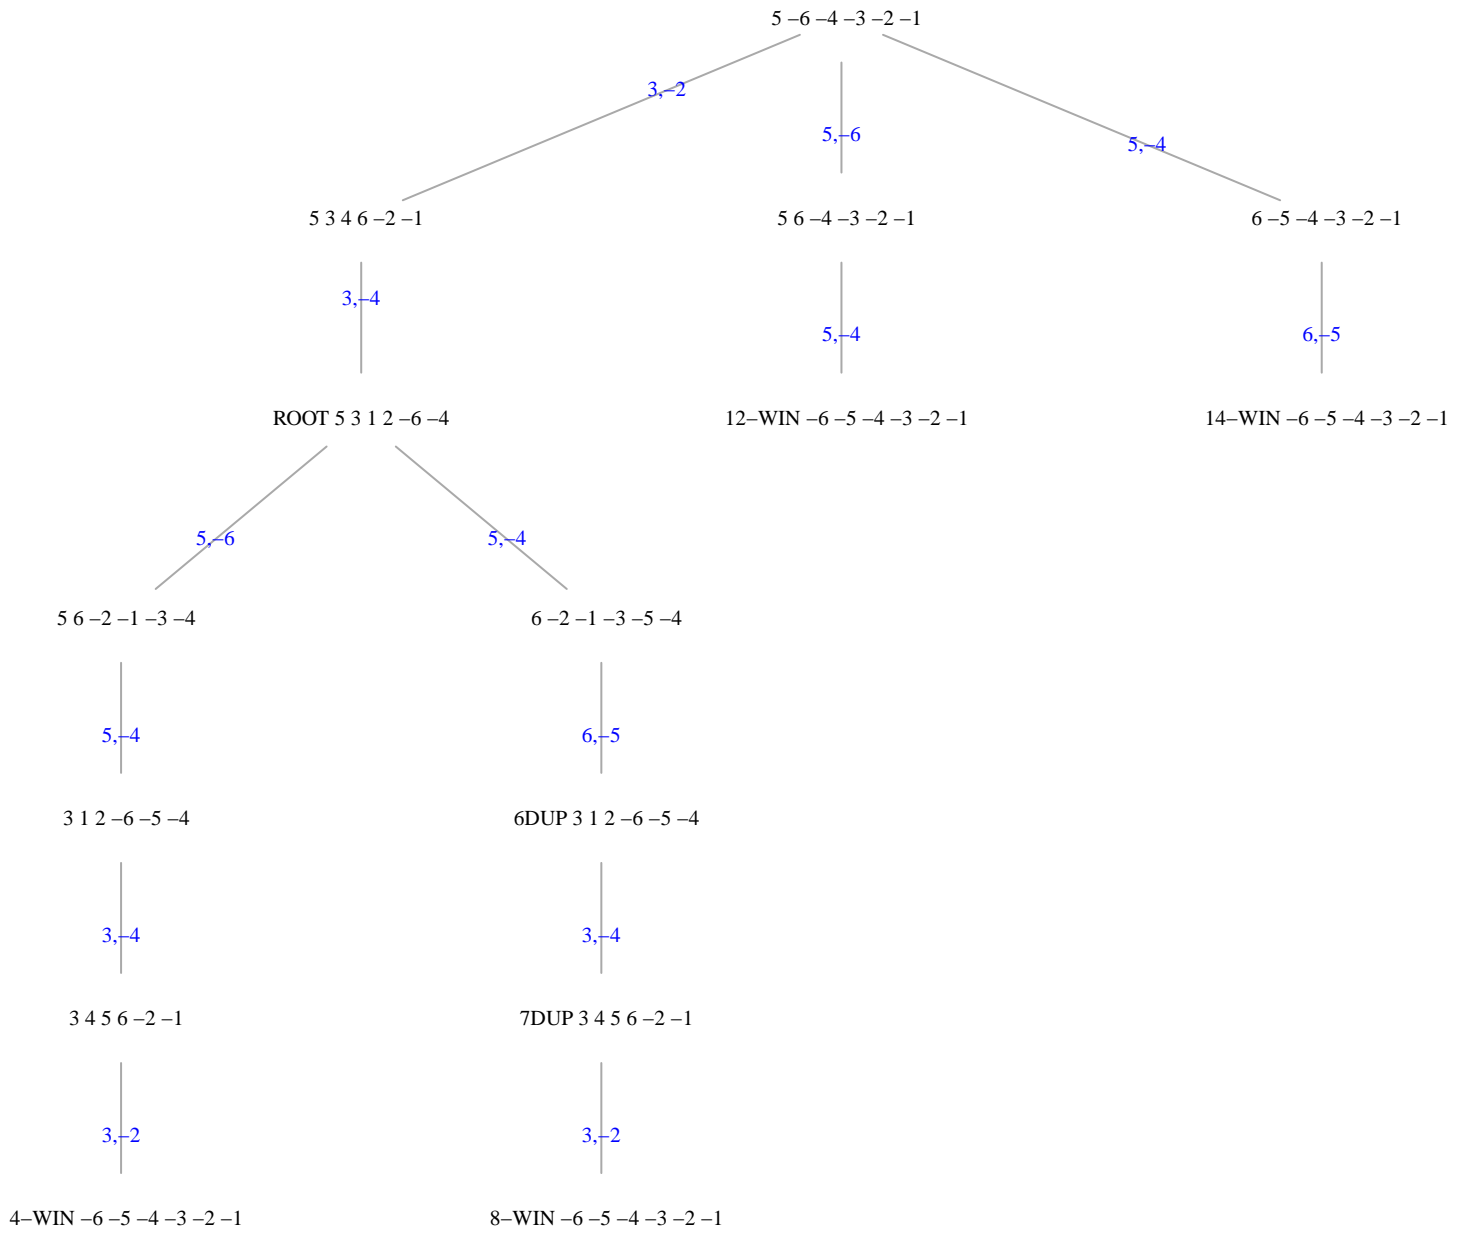 5 –6 –4 –3 –2 –1
3,–2
5,–6
5,–4
5 3 4 6 –2 –1
5 6 –4 –3 –2 –1
6 –5 –4 –3 –2 –1
3,–4
5,–4
6,–5
ROOT 5 3 1 2 –6 –4
12–WIN –6 –5 –4 –3 –2 –1
14–WIN –6 –5 –4 –3 –2 –1
5,–6
5,–4
5 6 –2 –1 –3 –4
6 –2 –1 –3 –5 –4
5,–4
6,–5
3 1 2 –6 –5 –4
6DUP 3 1 2 –6 –5 –4
3,–4
3,–4
3 4 5 6 –2 –1
7DUP 3 4 5 6 –2 –1
3,–2
3,–2
4–WIN –6 –5 –4 –3 –2 –1
8–WIN –6 –5 –4 –3 –2 –1